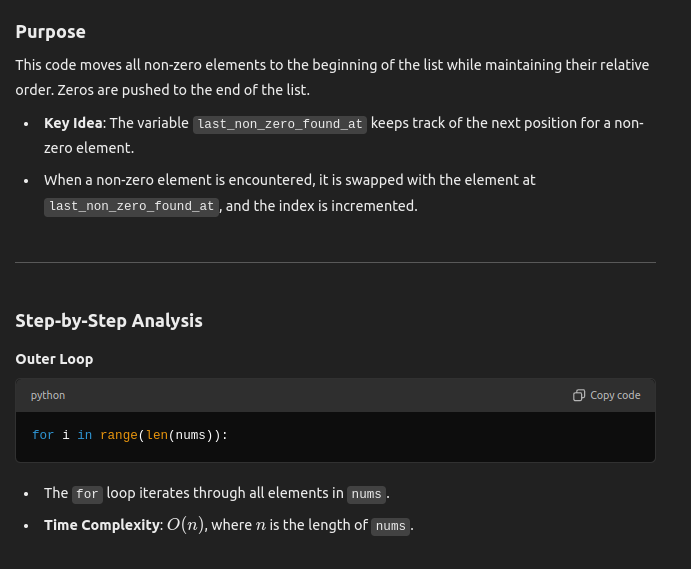 Purpose
This code moves all non-zero elements to the beginning of the list while maintaining their relative
order. Zeros are pushed to the end of the list.
• Key Idea: The variable last_non_zero_found_at keeps track of the next position for a non-
zero element.
• When a non-zero element is encountered, it is swapped with the element at
last_non_zero_found_at, and the index is incremented.
Step-by-Step Analysis
Outer Loop
python Copy code
for i in range(len(nums)):
• The for loop iterates through all elements in nums.
• Time Complexity: O(n), where n is the length of nums.